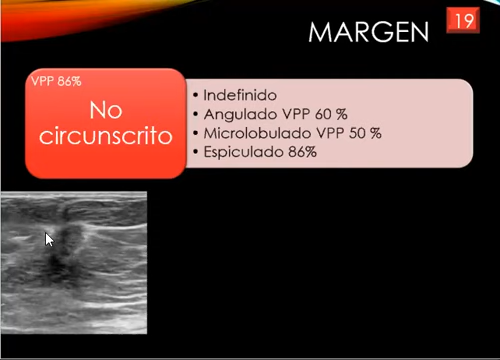 MARGEN
19
VPP 86%
No
circunscrito
• Indefinido
• Angulado VPP 60 %
• Microlobulado VPP 50 %
• Espiculado 86%